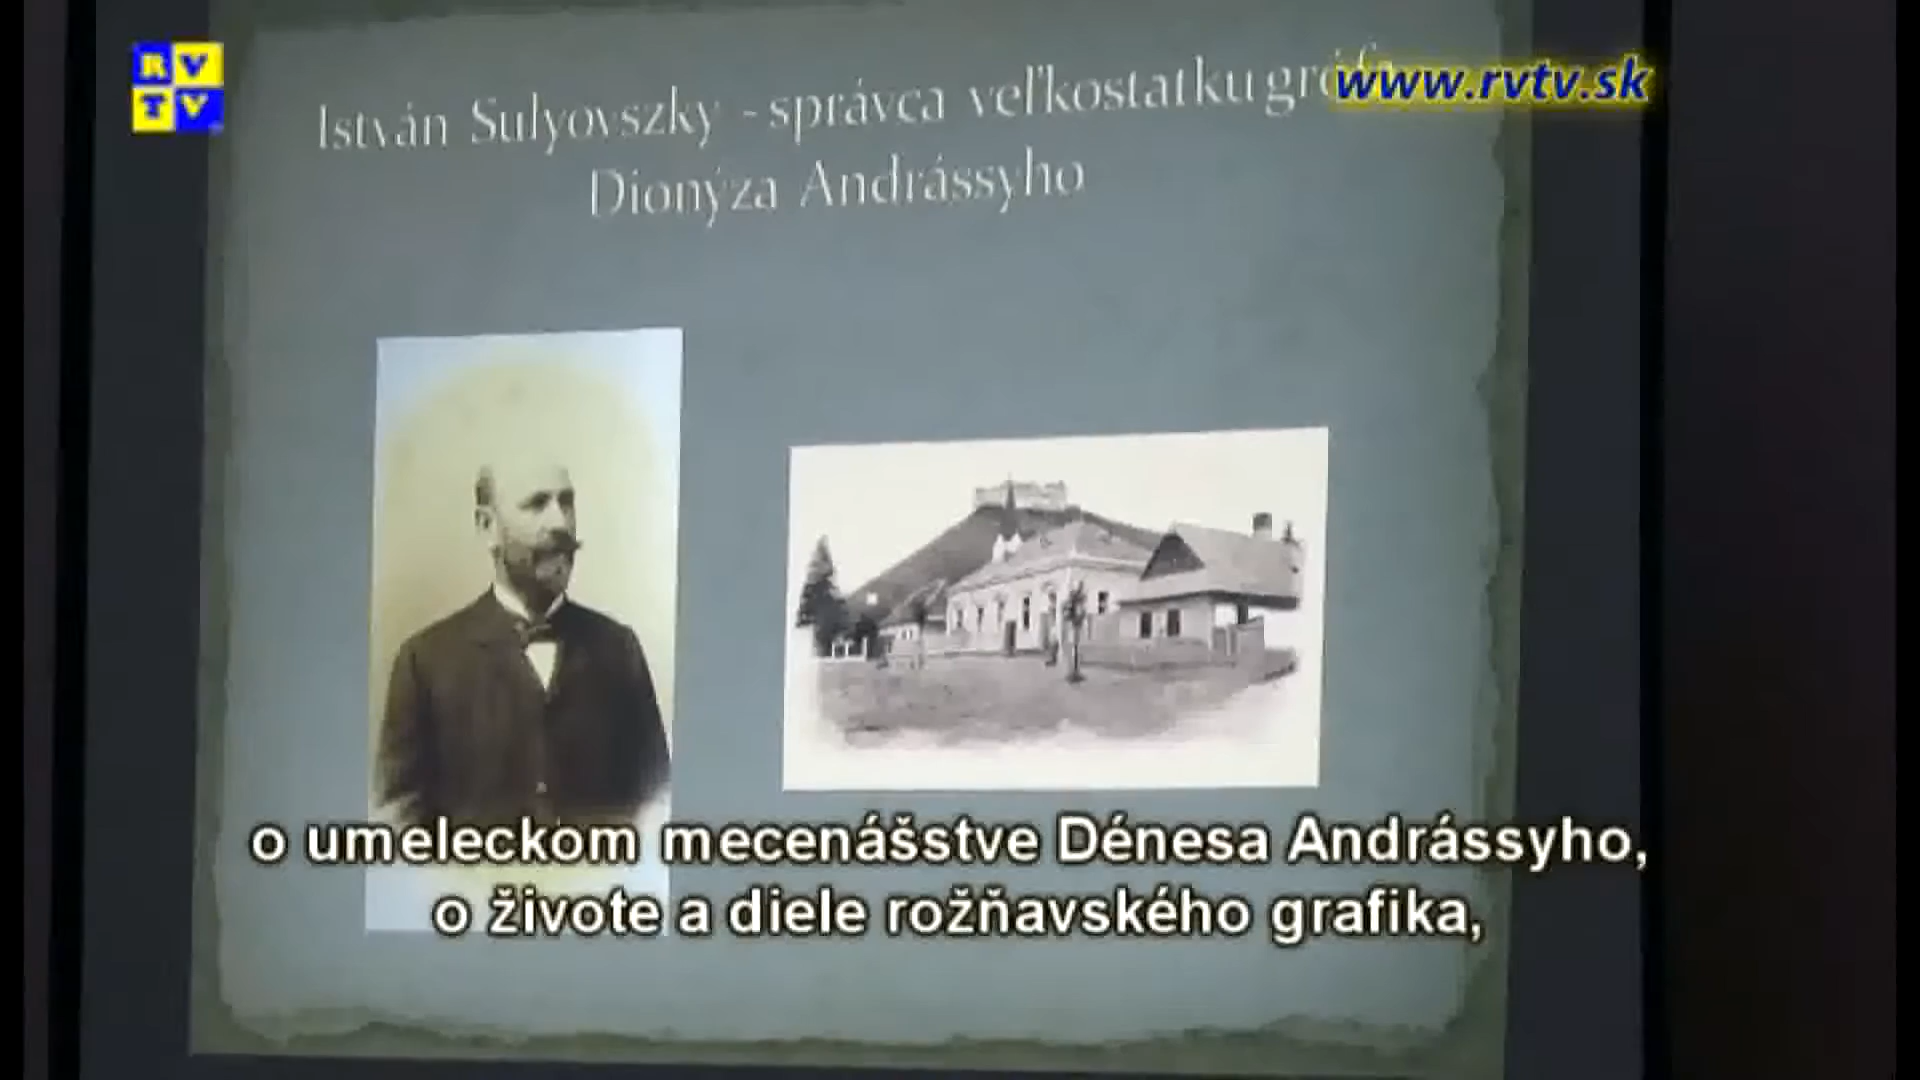 RV
TV
www.rvtv.sk
István Sulyovszky - správca veľkostatku
Dionýza Andrássyho
o umeleckom mecenášstve Dénesa Andrássyho,
o živote a diele rožňavského grafika,